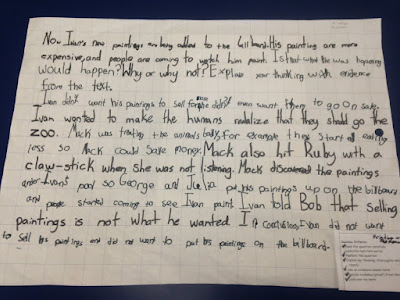 Now Ivan's new paintings are being added to the billboard. His painting are more
expensive, and people are coming to watch him paint. Is that what he was hopeing
would happen? Why or why not? Explain your thinking with evidence
from the text.
Ivan didn't want his paintings to sell for didn't even want them to go on sale.
Ivan wanted to make the humans realize that they should go the
zoo. Mack was treating the animals badly, for example they start eating
less so Mack could save money. Mack also hit Ruby with a
claw-stick when she was not listening. Mack discovered the paintings
under Ivan's pool so George and Julia put his paintings up on the billboard
and people started coming to see Ivan paint. Ivan told Bob that selling
paintings is not what he wanted. In Ivan did not want
to sell his paintings and did not want to put his paintings on the billboard.